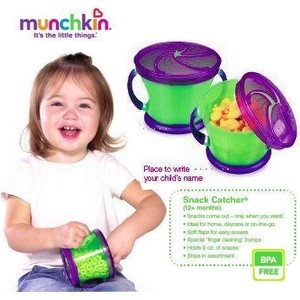 munchkin.
It's the little things.
Place to write
your child's name
Snack Catcher®
(12+ months)
• Snacks come out – only when you want!
• Ideal for home, daycare or on-the-go
• Soft flaps for easy access
• Special "finger cleaning" bumps
• Holds 9 oz. of snacks
• Ships in assortment
BPA
FREE